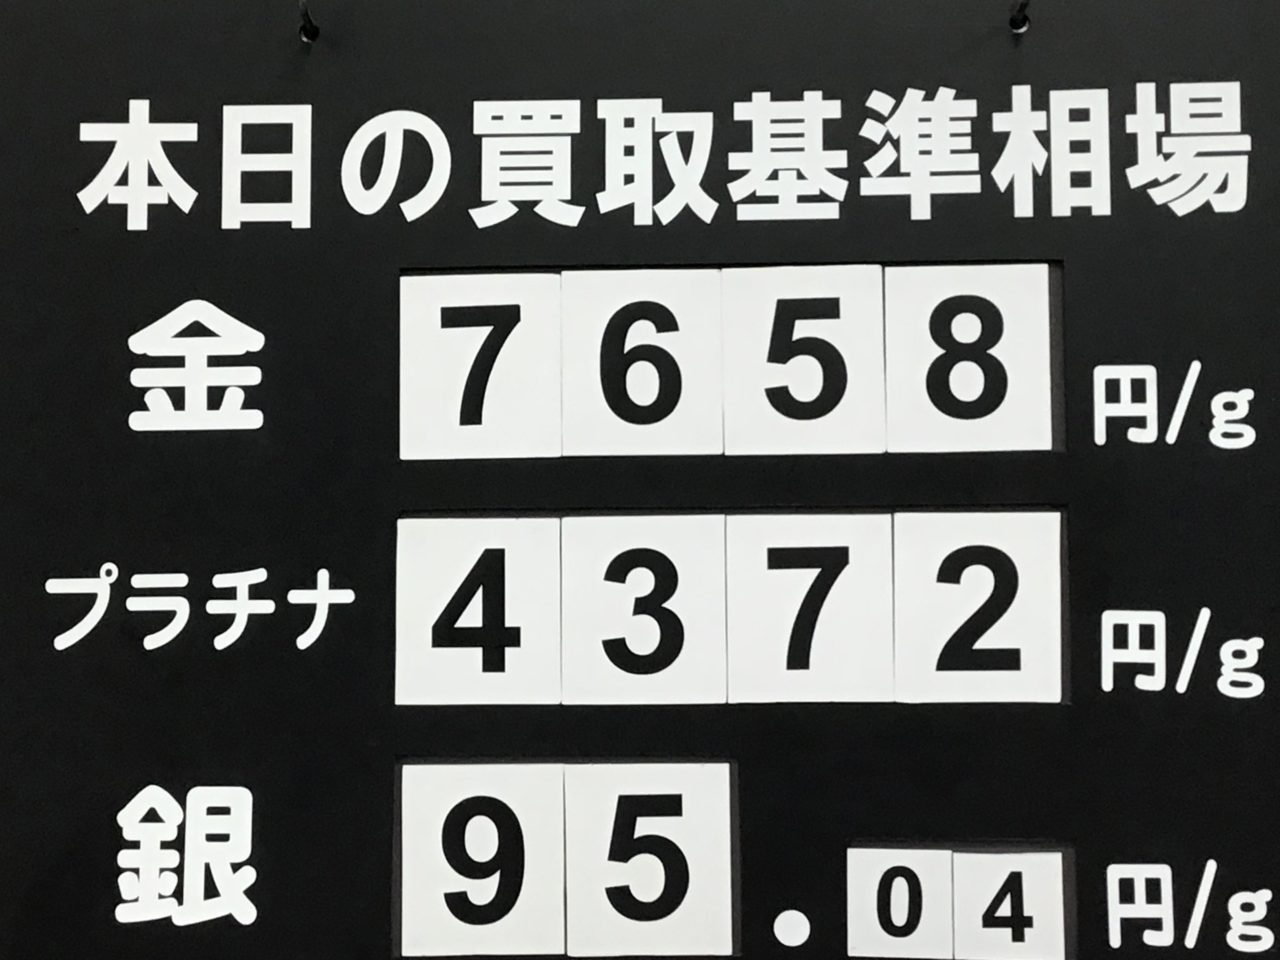 本日の買取基準相場
金 7658 円/g
プラチナ 4372 円/g
銀 95.04 円/g